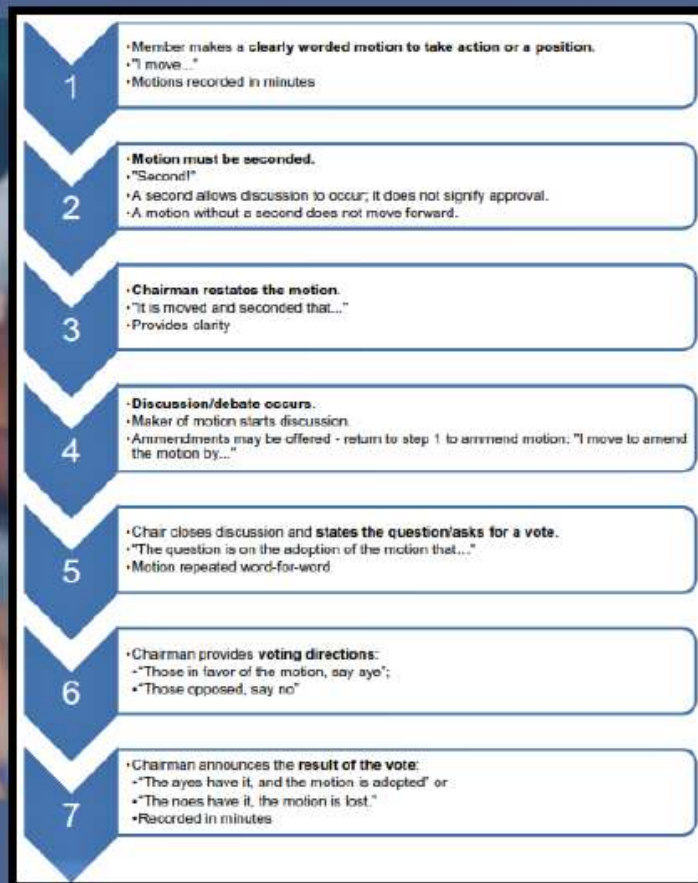 1
•Member makes a clearly worded motion to take action or a position.
•"I move..."
•Motions recorded in minutes
2
•Motion must be seconded.
•"Second!"
•A second allows discussion to occur; it does not signify approval.
•A motion without a second does not move forward.
3
•Chairman restates the motion.
•"It is moved and seconded that..."
•Provides clarity
4
•Discussion/debate occurs.
•Maker of motion starts discussion.
•Ammendments may be offered - return to step 1 to ammend motion: "I move to amend
the motion by..."
5
•Chair closes discussion and states the question/asks for a vote.
•"The question is on the adoption of the motion that..."
•Motion repeated word-for-word
6
•Chairman provides voting directions:
•"Those in favor of the motion, say aye";
•"Those opposed, say no"
7
•Chairman announces the result of the vote:
•"The ayes have it, and the motion is adopted" or
•"The noes have it, the motion is lost."
•Recorded in minutes